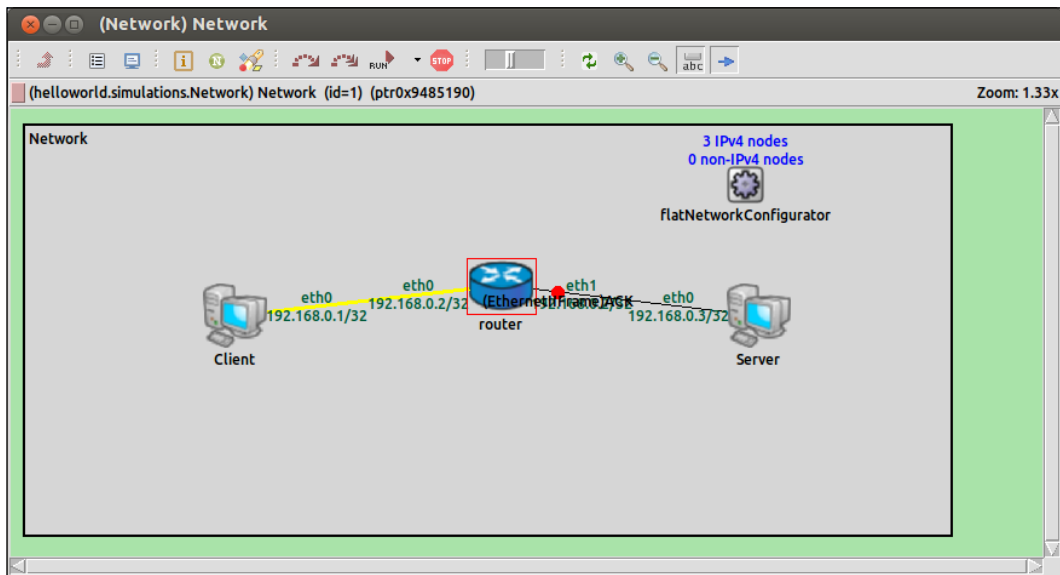 (Network) Network
RUN
STOP
abc
(helloworld.simulations.Network) Network (id=1) (ptr0x9485190)
Zoom: 1.33x
Network
3 IPv4 nodes
0 non-IPv4 nodes
flatNetworkConfigurator
eth0
192.168.0.1/32
eth0
192.168.0.2/32
eth1
(EthernetIIFrame)ACK
eth0
192.168.0.3/32
router
Client
Server